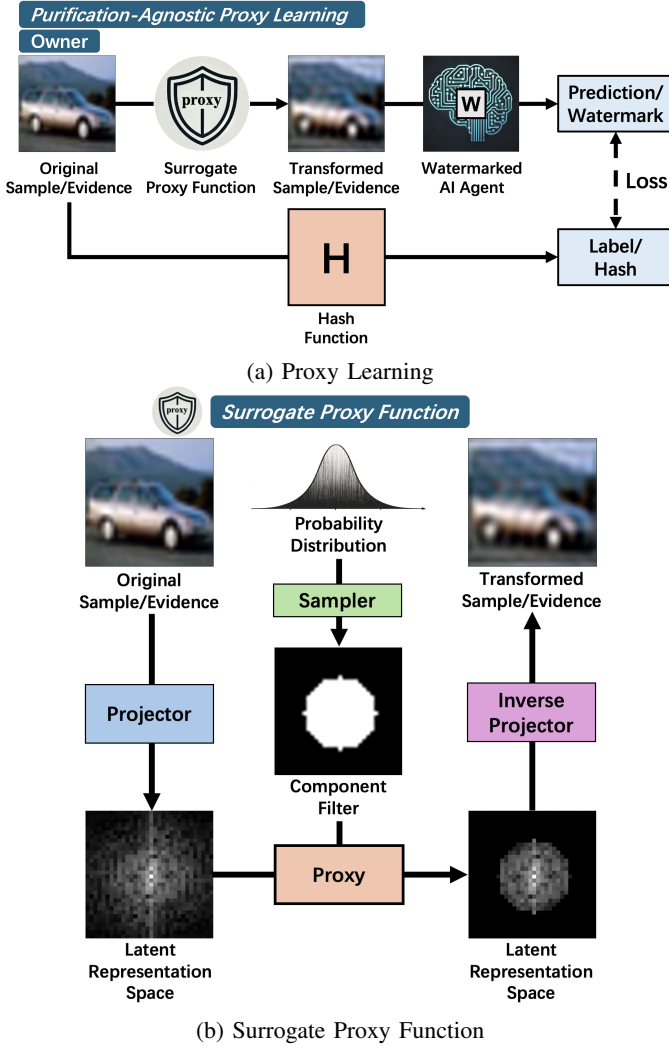 Purification-Agnostic Proxy Learning
Owner
proxy
W
Prediction/
Watermark
Original
Sample/Evidence
Surrogate
Proxy Function
Transformed
Sample/Evidence
Watermarked
AI Agent
Loss
H
Label/
Hash
Hash
Function
(a) Proxy Learning
proxy
Surrogate Proxy Function
Probability
Distribution
Original
Sample/Evidence
Transformed
Sample/Evidence
Sampler
Projector
Inverse
Projector
Component
Filter
Proxy
Latent
Representation
Space
Latent
Representation
Space
(b) Surrogate Proxy Function